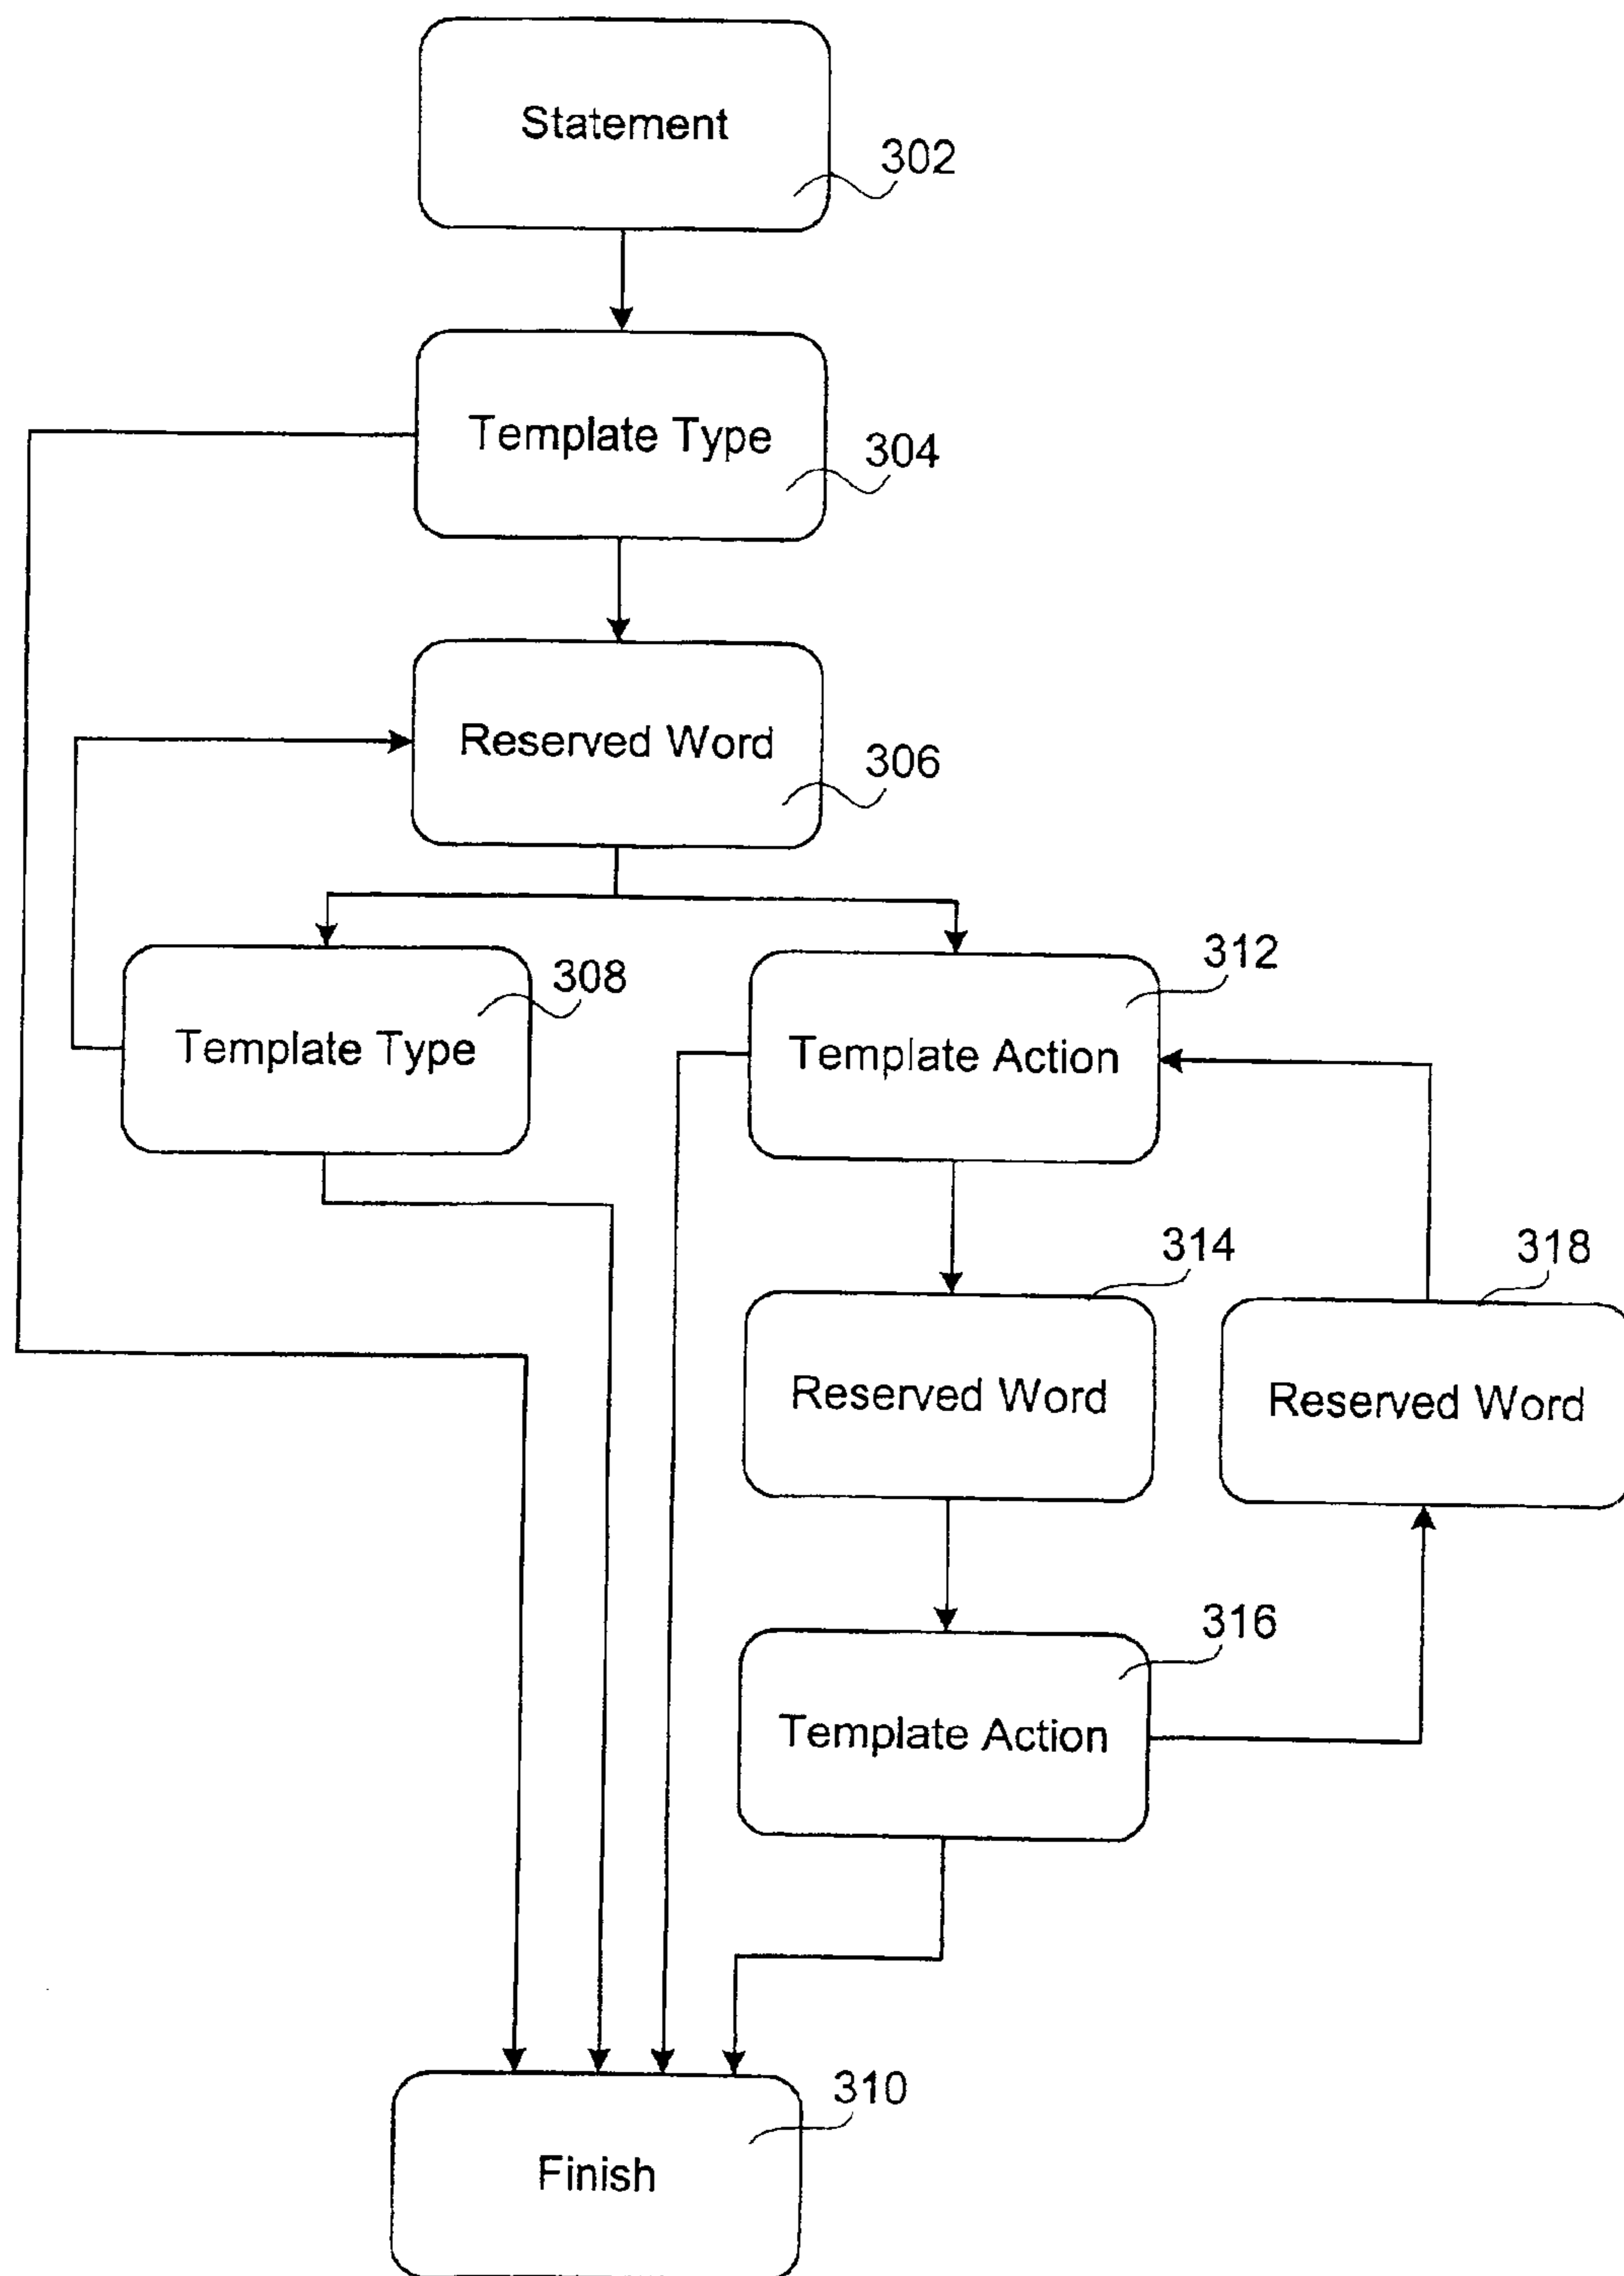 Statement
302
Template Type
304
Reserved Word
306
308
Template Type
312
Template Action
314
Reserved Word
318
Reserved Word
316
Template Action
310
Finish